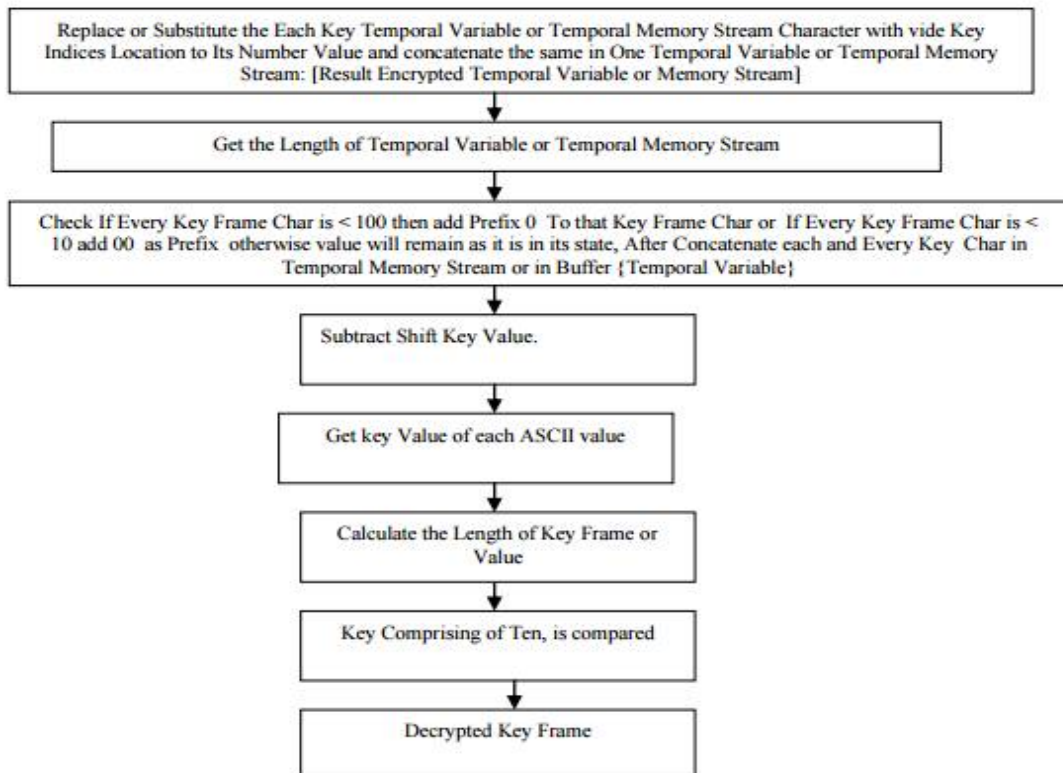 Replace or Substitute the Each Key Temporal Variable or Temporal Memory Stream Character with vide Key
Indices Location to Its Number Value and concatenate the same in One Temporal Variable or Temporal Memory
Stream: [Result Encrypted Temporal Variable or Memory Stream]
Get the Length of Temporal Variable or Temporal Memory Stream
Check If Every Key Frame Char is < 100 then add Prefix 0 To that Key Frame Char or If Every Key Frame Char is <
10 add 00 as Prefix otherwise value will remain as it is in its state, After Concatenate each and Every Key Char in
Temporal Memory Stream or in Buffer {Temporal Variable}
Subtract Shift Key Value.
Get key Value of each ASCII value
Calculate the Length of Key Frame or
Value
Key Comprising of Ten, is compared
Decrypted Key Frame